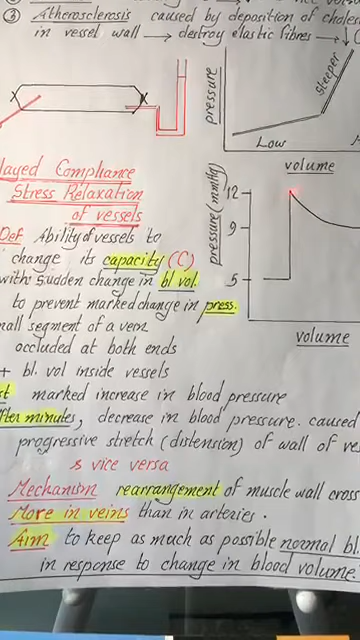 ③ Atherosclerosis caused by deposition of choles
in vessel wall → destroy elastic fibres → ↓ (
pressure
Steeper
Low
volume
layed Compliance
Stress Relaxation
of vessels
pressure (mmHg)
12
9
5
volume
Def Ability of vessels to
change its capacity (C)
with sudden change in bl vol.
to prevent marked change in press.
mall segment of a vein
occluded at both ends
+ bl. vol inside vessels
st marked increase in blood pressure
after minutes, decrease in blood pressure. caused
progressive stretch (distension) of wall of ve
& vice versa
Mechanism rearrangement of muscle wall cross
More in veins than in arteries.
Aim to keep as much as possible normal bl
in response to change in blood volume